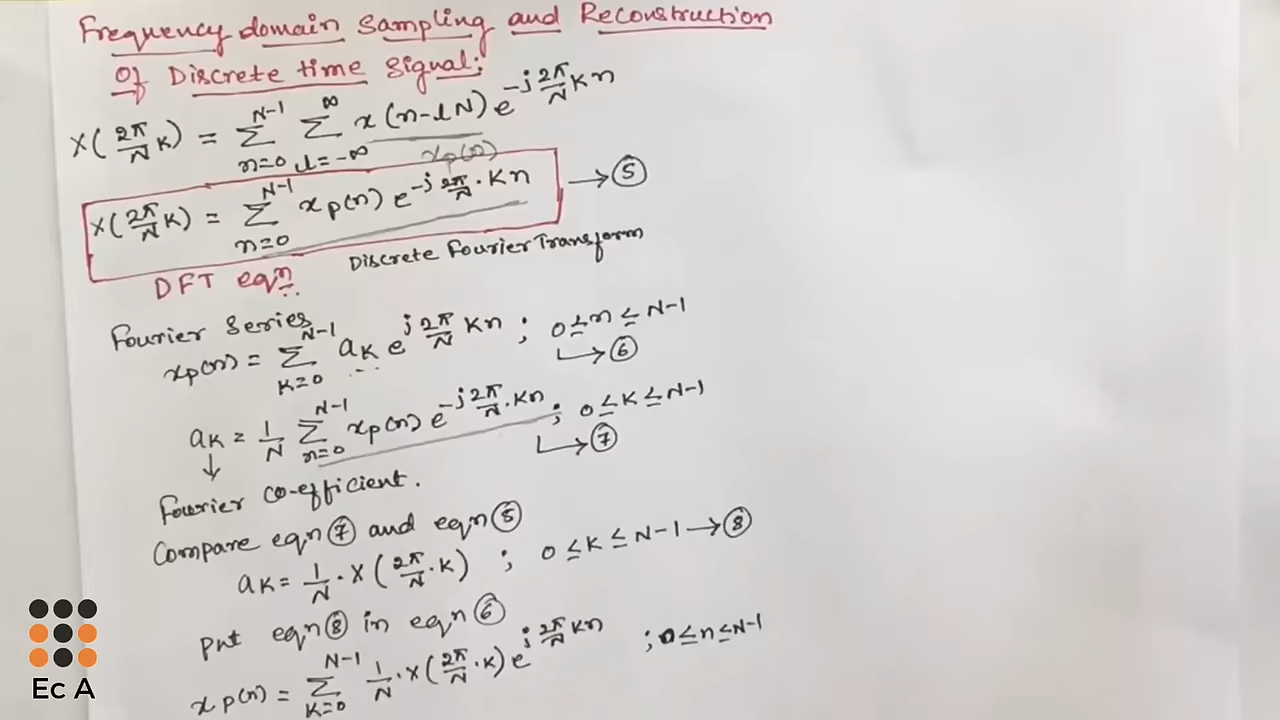 Frequency domain Sampling and Reconstruction
Of Discrete time Signal:
X(2π/N K) = Σ_{n=0}^{N-1} Σ_{l=-∞}^{∞} x(n-lN) e^{-j 2π/N Kn}
xp(n)
X(2π/N K) = Σ_{n=0}^{N-1} xp(n) e^{-j 2π/N · Kn} → ⑤
DFT eqn Discrete Fourier Transform
Fourier Series
xp(n) = Σ_{K=0}^{N-1} aK e^{j 2π/N Kn} ; 0≤n≤N-1
→ ⑥
aK = 1/N Σ_{n=0}^{N-1} xp(n) e^{-j 2π/N · Kn} ; 0≤K≤N-1
↓ → ⑦
Fourier co-efficient.
Compare eqn ⑦ and eqn ⑤
aK = 1/N · X(2π/N · K) ; 0≤K≤N-1 → ⑧
put eqn ⑧ in eqn ⑥
xp(n) = Σ_{K=0}^{N-1} 1/N · X(2π/N · K) e^{j 2π/N Kn} ; 0≤n≤N-1
Ec A